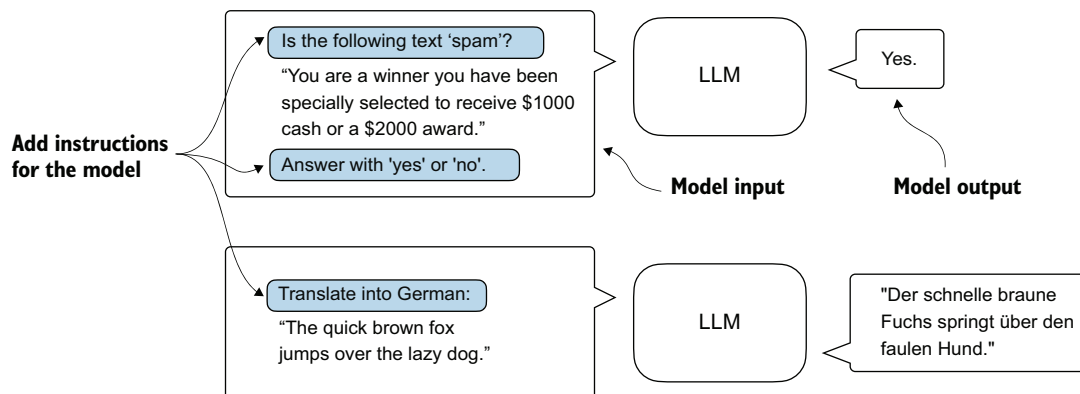 Is the following text ‘spam’?
“You are a winner you have been
specially selected to receive $1000
cash or a $2000 award.”
Answer with 'yes' or 'no'.
LLM
Yes.
Add instructions
for the model
Model input
Model output
Translate into German:
“The quick brown fox
jumps over the lazy dog.”
LLM
"Der schnelle braune
Fuchs springt über den
faulen Hund."